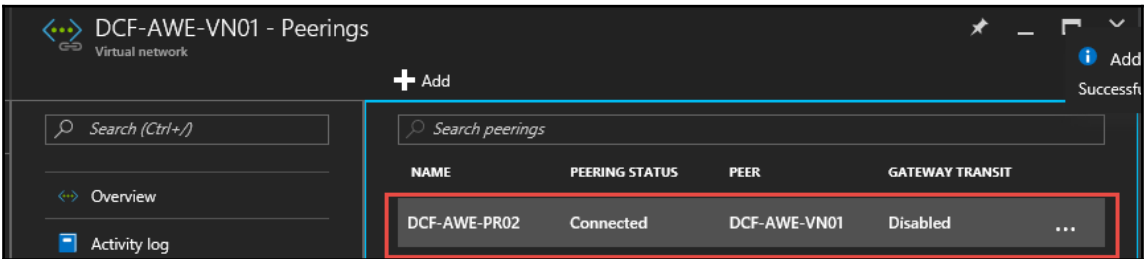 DCF-AWE-VN01 - Peerings
Virtual network
Add
Add
Successfu
Search (Ctrl+/)
Search peerings
NAME PEERING STATUS PEER GATEWAY TRANSIT
Overview
DCF-AWE-PR02 Connected DCF-AWE-VN01 Disabled ...
Activity log